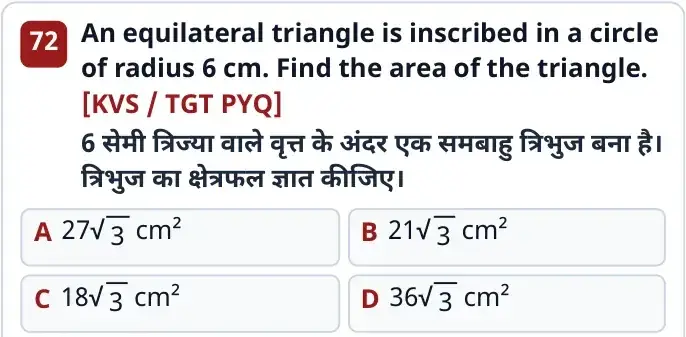 72 An equilateral triangle is inscribed in a circle
of radius 6 cm. Find the area of the triangle.
[KVS / TGT PYQ]
6 सेमी त्रिज्या वाले वृत्त के अंदर एक समबाहु त्रिभुज बना है।
त्रिभुज का क्षेत्रफल ज्ञात कीजिए।
A 27√3 cm² B 21√3 cm²
C 18√3 cm² D 36√3 cm²